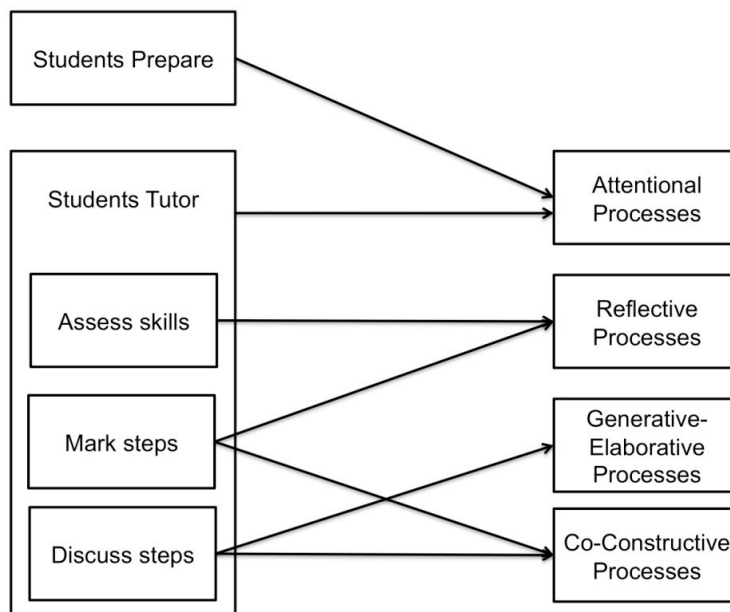 Students Prepare
Students Tutor
Assess skills
Mark steps
Discuss steps
Attentional
Processes
Reflective
Processes
Generative-
Elaborative
Processes
Co-Constructive
Processes